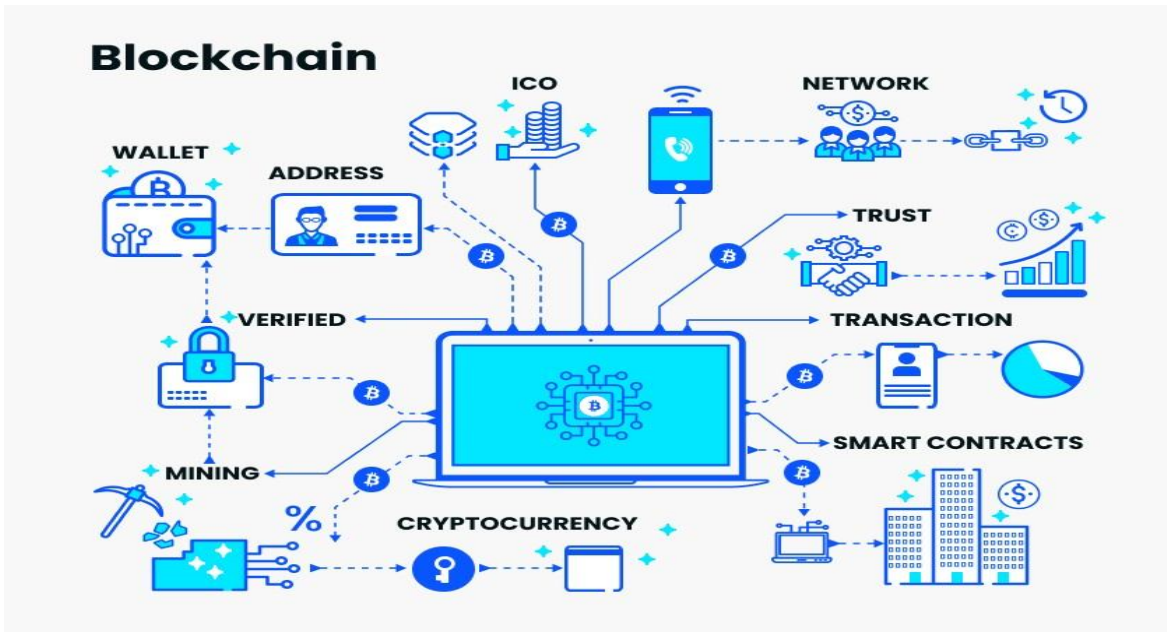 Blockchain
ICO
NETWORK
WALLET
ADDRESS
TRUST
VERIFIED
TRANSACTION
SMART CONTRACTS
MINING
%
CRYPTOCURRENCY